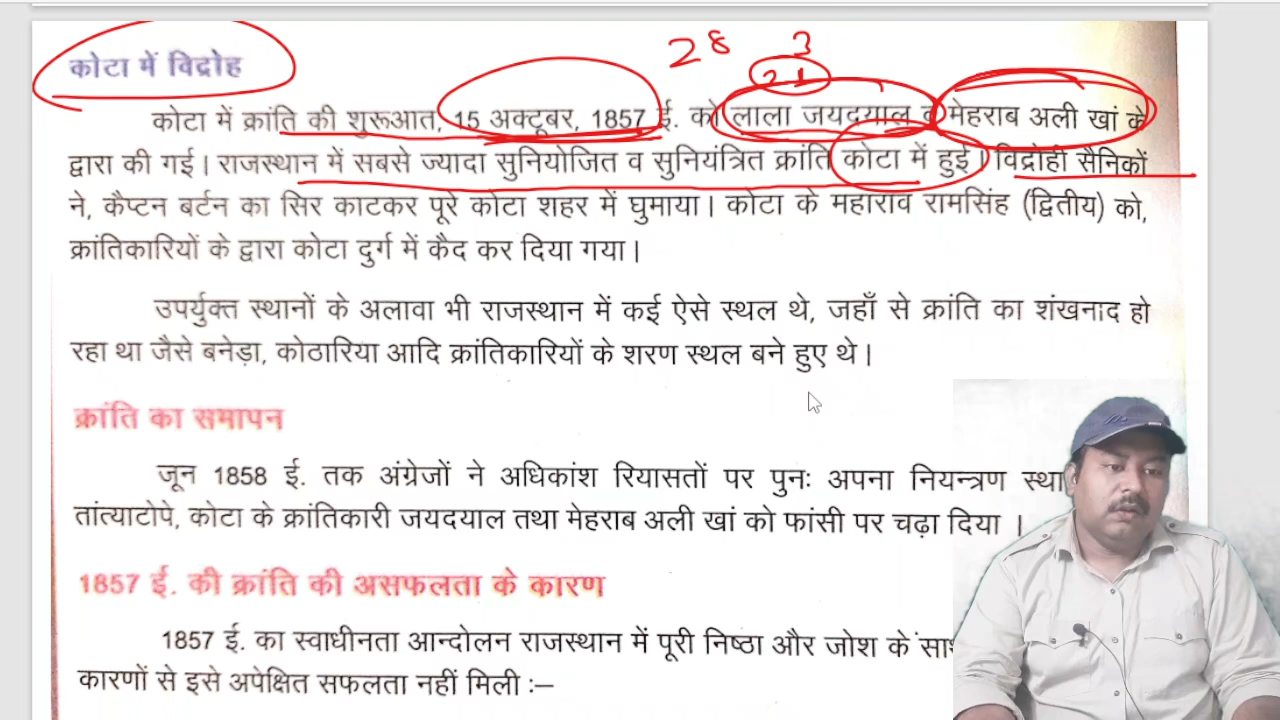 28 3
21
कोटा में विद्रोह
कोटा में क्रांति की शुरूआत, 15 अक्टूबर, 1857 ई. को लाला जयदयाल व मेहराब अली खां के
द्वारा की गई। राजस्थान में सबसे ज्यादा सुनियोजित व सुनियंत्रित क्रांति कोटा में हुई। विद्रोही सैनिकों
ने, कैप्टन बर्टन का सिर काटकर पूरे कोटा शहर में घुमाया। कोटा के महाराव रामसिंह (द्वितीय) को,
क्रांतिकारियों के द्वारा कोटा दुर्ग में कैद कर दिया गया।
उपर्युक्त स्थानों के अलावा भी राजस्थान में कई ऐसे स्थल थे, जहाँ से क्रांति का शंखनाद हो
रहा था जैसे बनेड़ा, कोठारिया आदि क्रांतिकारियों के शरण स्थल बने हुए थे।
क्रांति का समापन
जून 1858 ई. तक अंग्रेजों ने अधिकांश रियासतों पर पुनः अपना नियन्त्रण स्था
तांत्याटोपे, कोटा के क्रांतिकारी जयदयाल तथा मेहराब अली खां को फांसी पर चढ़ा दिया ।
1857 ई. की क्रांति की असफलता के कारण
1857 ई. का स्वाधीनता आन्दोलन राजस्थान में पूरी निष्ठा और जोश के साथ
कारणों से इसे अपेक्षित सफलता नहीं मिली :–